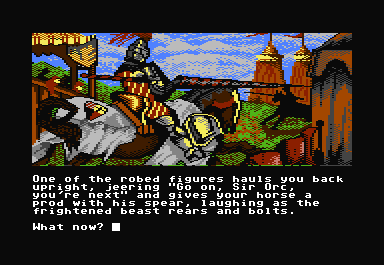 One of the robed figures hauls you back
upright, jeering "Go on, Sir Orc,
you're next" and gives your horse a
prod with his spear, laughing as the
frightened beast rears and bolts.
What now?